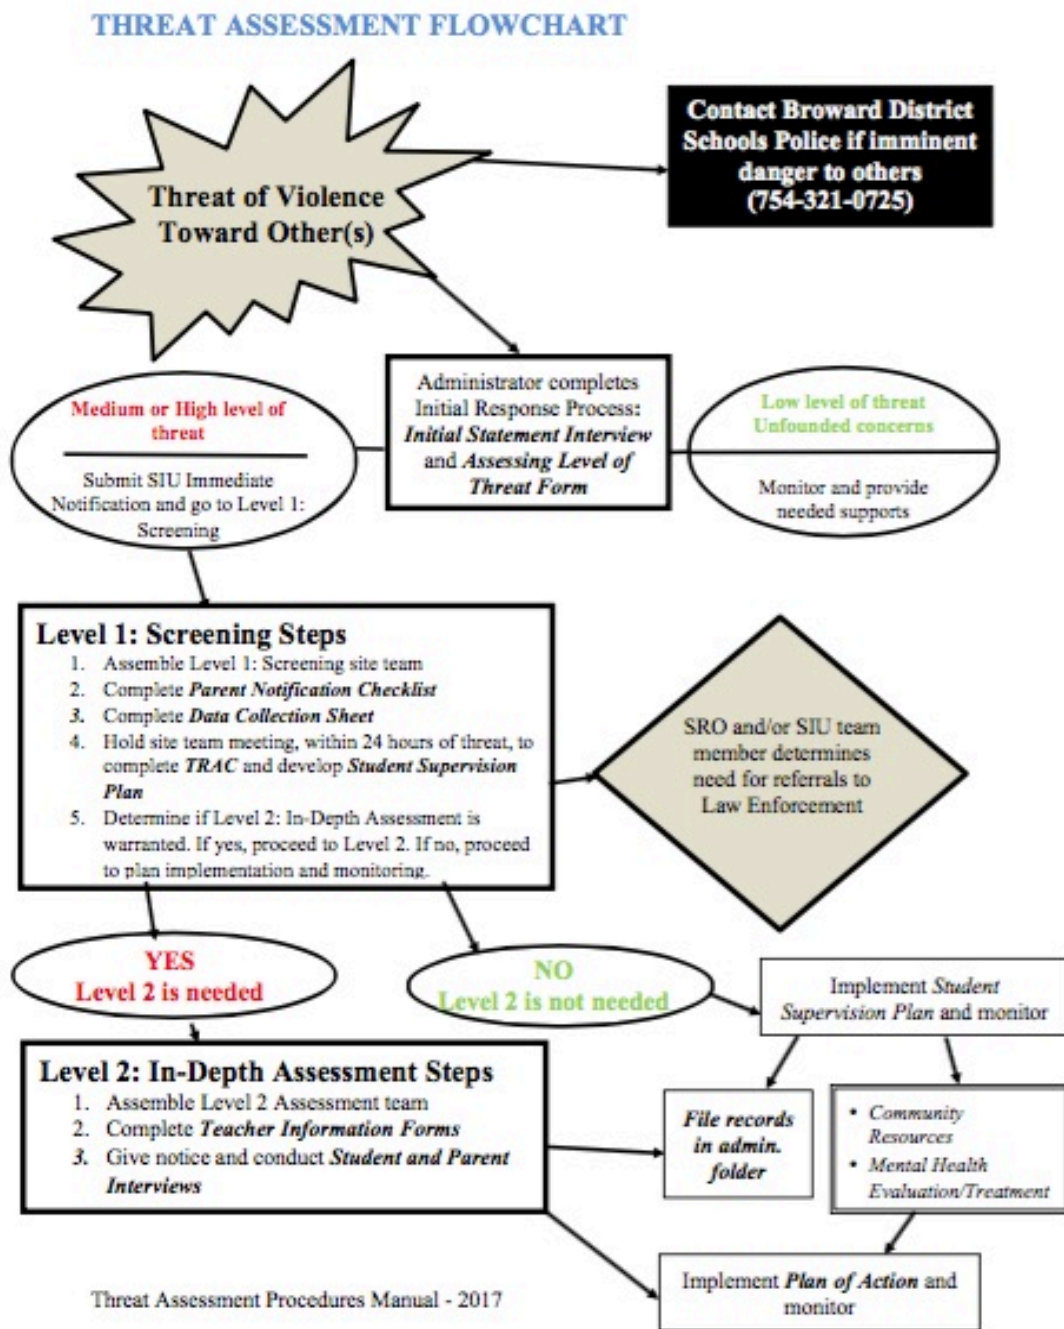 THREAT ASSESSMENT FLOWCHART
Threat of Violence
Toward Other(s)
Contact Broward District
Schools Police if imminent
danger to others
(754-321-0725)
Administrator completes
Initial Response Process:
Initial Statement Interview
and Assessing Level of
Threat Form
Medium or High level of
threat
Submit SIU Immediate
Notification and go to Level 1:
Screening
Low level of threat
Unfounded concerns
Monitor and provide
needed supports
Level 1: Screening Steps
1. Assemble Level 1: Screening site team
2. Complete Parent Notification Checklist
3. Complete Data Collection Sheet
4. Hold site team meeting, within 24 hours of threat, to
complete TRAC and develop Student Supervision
Plan
5. Determine if Level 2: In-Depth Assessment is
warranted. If yes, proceed to Level 2. If no, proceed
to plan implementation and monitoring.
SRO and/or SIU team
member determines
need for referrals to
Law Enforcement
YES
Level 2 is needed
NO
Level 2 is not needed
Implement Student
Supervision Plan and monitor
Level 2: In-Depth Assessment Steps
1. Assemble Level 2 Assessment team
2. Complete Teacher Information Forms
3. Give notice and conduct Student and Parent
Interviews
File records
in admin.
folder
• Community
Resources
• Mental Health
Evaluation/Treatment
Implement Plan of Action and
monitor
Threat Assessment Procedures Manual - 2017